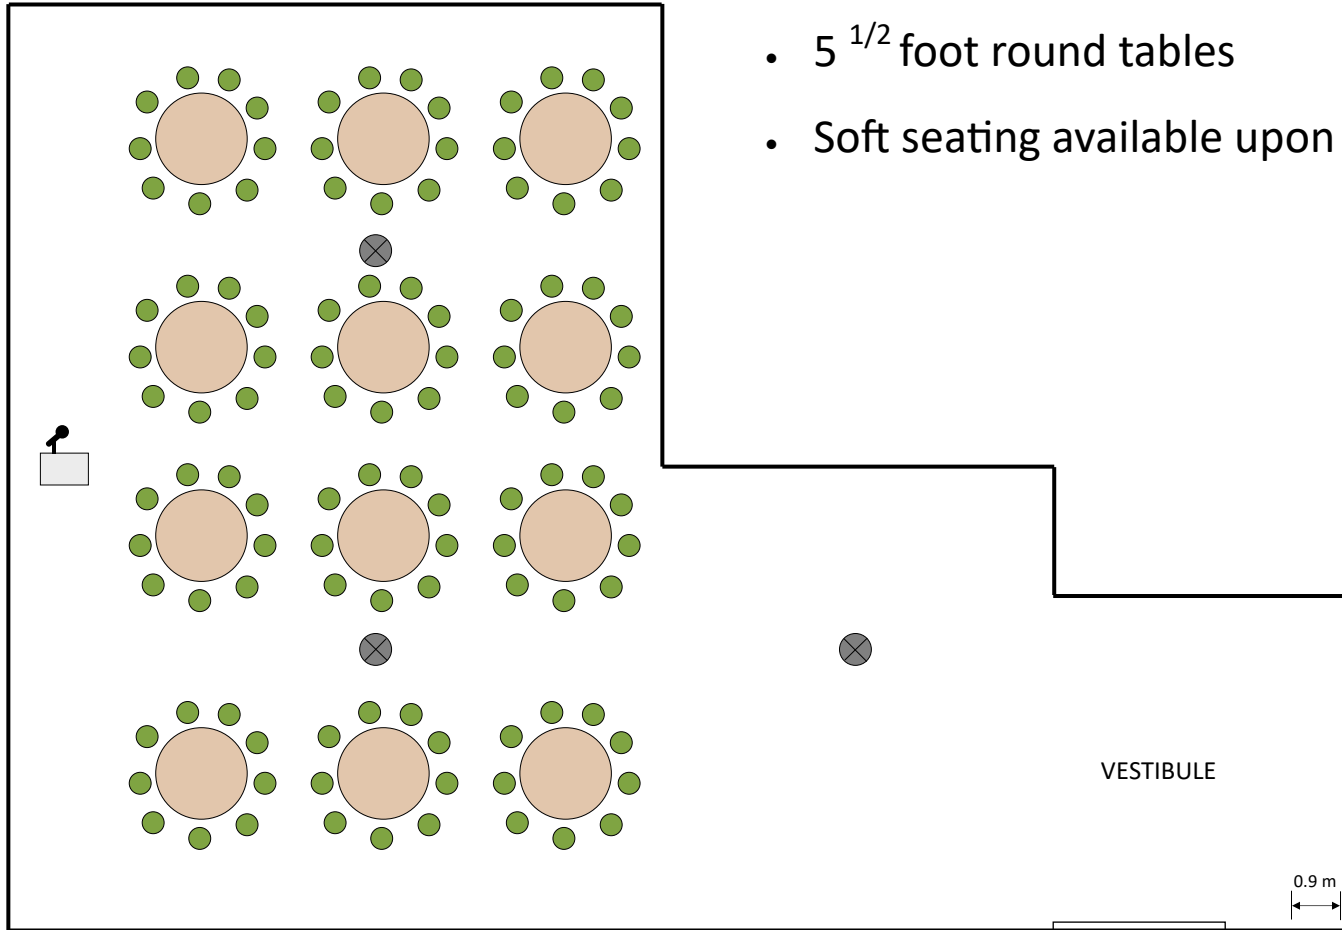 • 5 1/2 foot round tables
• Soft seating available upon
VESTIBULE
0.9 m